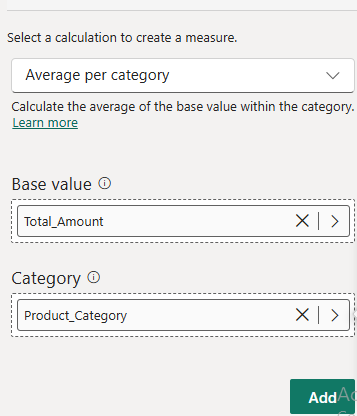 Select a calculation to create a measure.
Average per category
Calculate the average of the base value within the category.
Learn more
Base value
Total_Amount
Category
Product_Category
Add